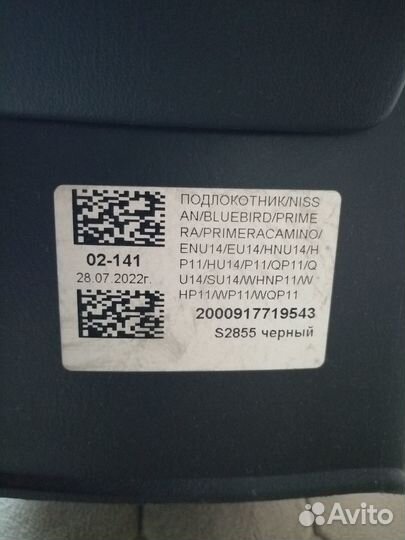 02-141
28.07.2022г.
ПОДЛОКОТНИК/NISS
AN/BLUEBIRD/PRIME
RA/PRIMERACAMINO/
ENU14/EU14/HNU14/H
P11/HU14/P11/QP11/Q
U14/SU14/WHNP11/W
HP11/WP11/WQP11
2000917719543
S2855 черный
Avito